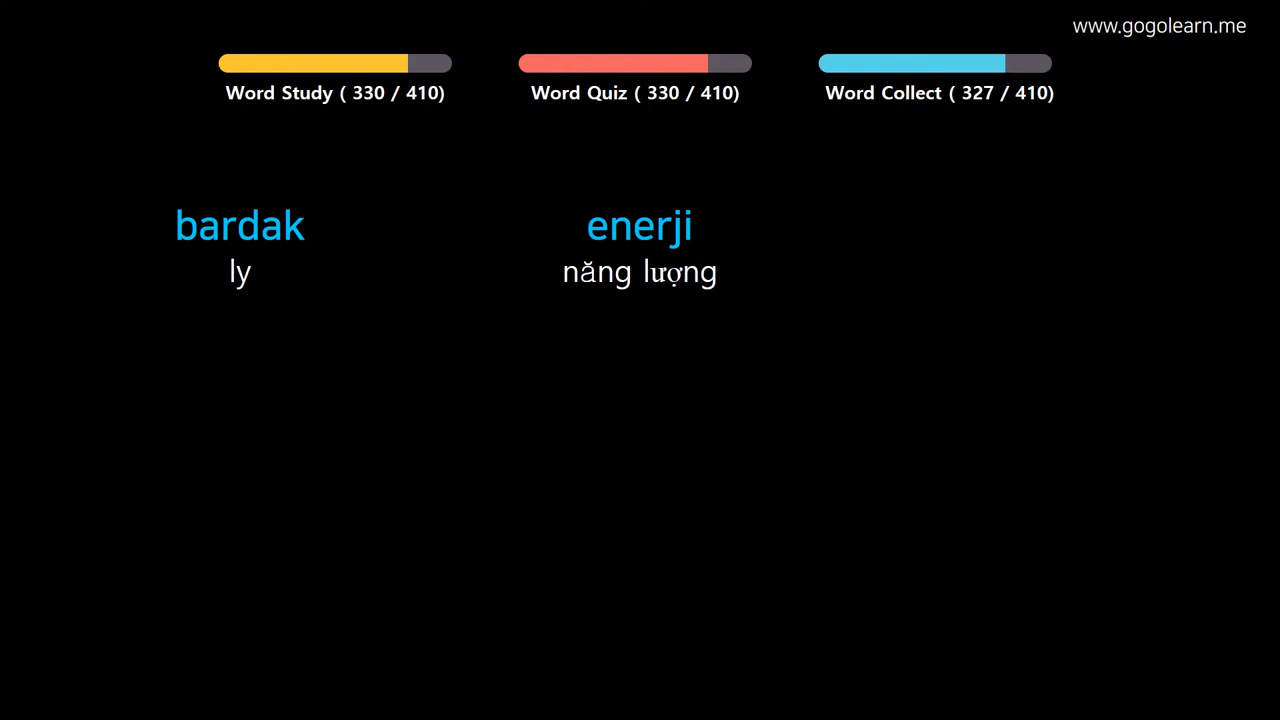 www.gogolearn.me
Word Study ( 330 / 410)
Word Quiz ( 330 / 410)
Word Collect ( 327 / 410)
bardak
ly
enerji
năng lượng